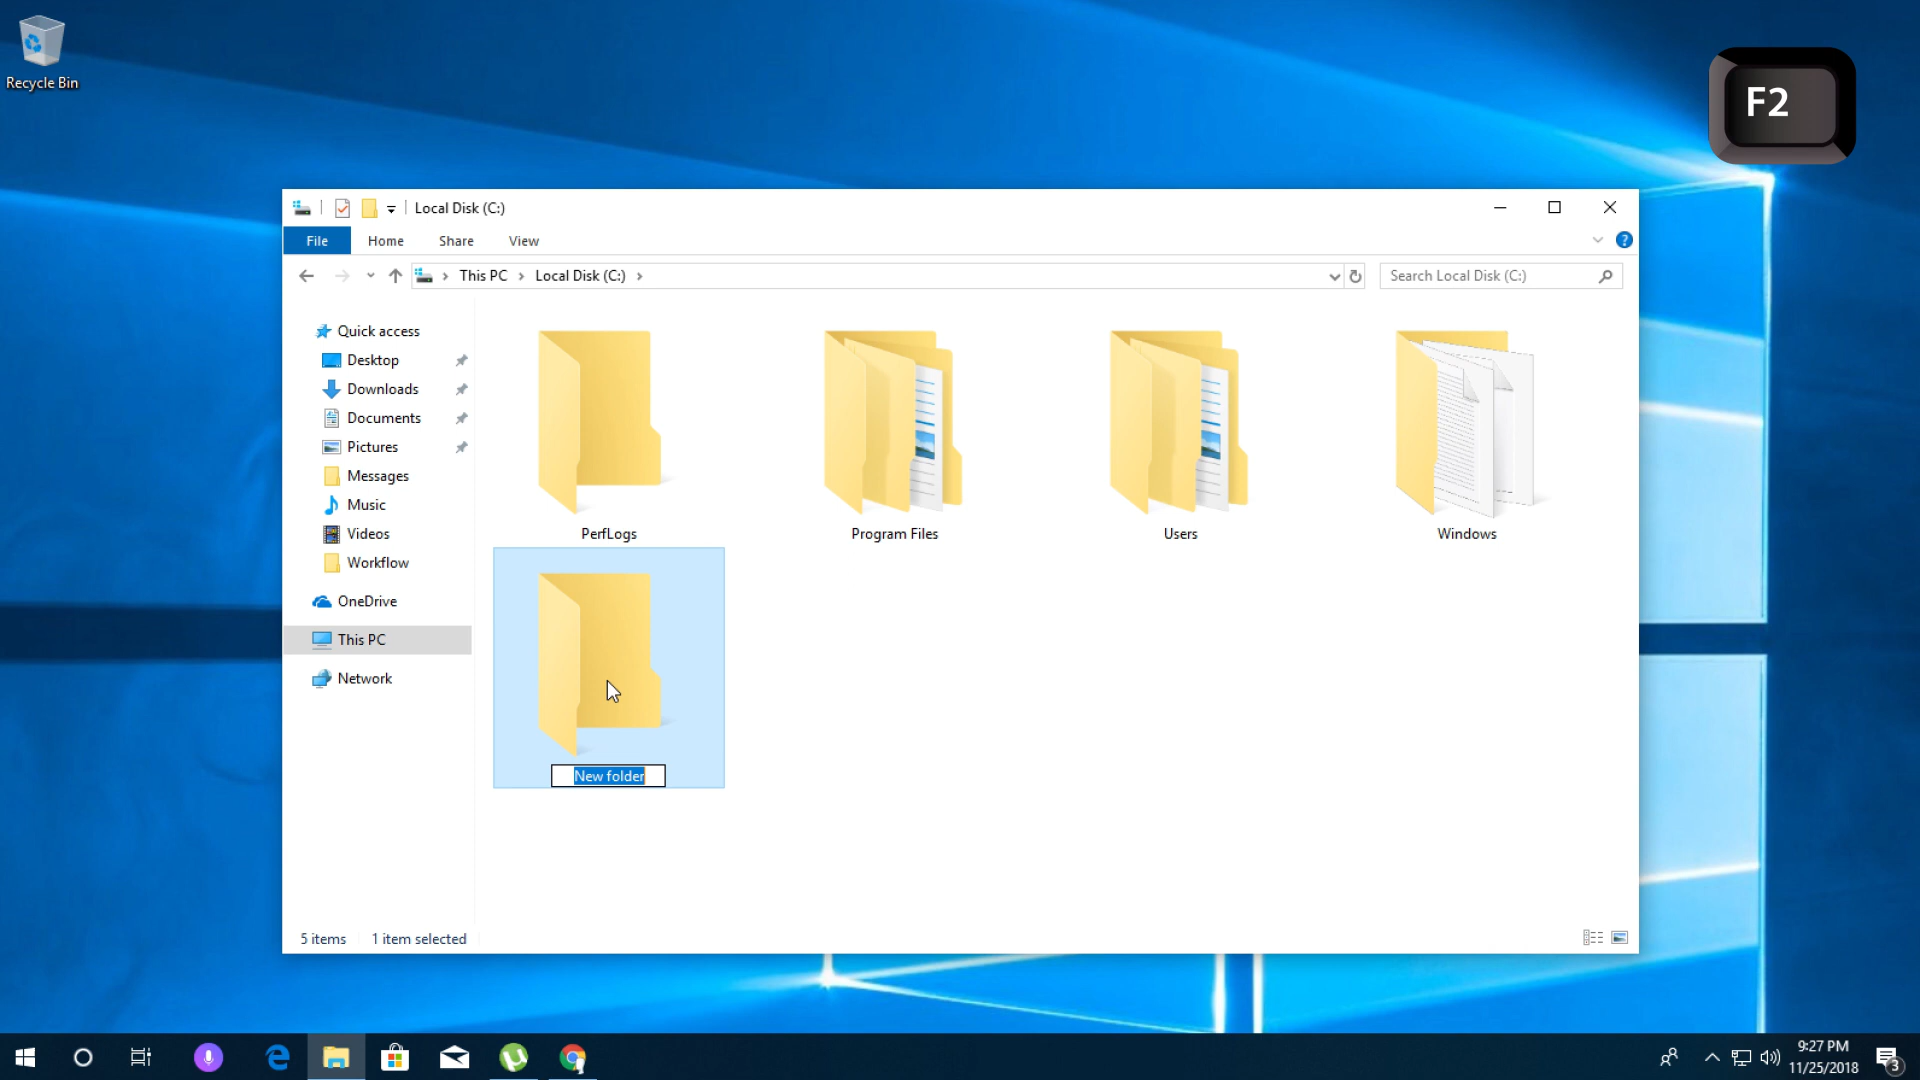 Recycle Bin
F2
Local Disk (C:)
File Home Share View
?
This PC Local Disk (C:)
Search Local Disk (C:)
Quick access
Desktop
Downloads
Documents
Pictures
Messages
Music
Videos
Workflow
OneDrive
This PC
Network
PerfLogs Program Files Users Windows
New folder
5 items 1 item selected
9:27 PM
11/25/2018
3